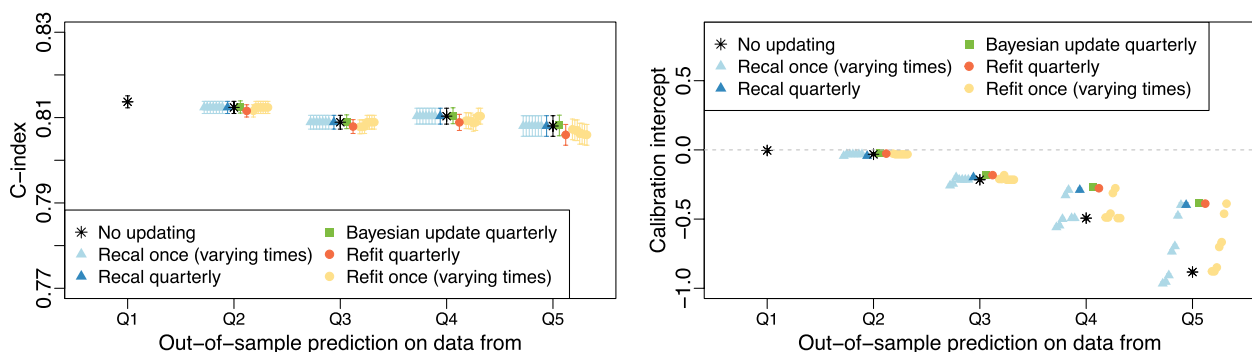 0.83
0.81
0.79
0.77
C−index
No updating
Recal once (varying times)
Recal quarterly
Bayesian update quarterly
Refit quarterly
Refit once (varying times)
Q1 Q2 Q3 Q4 Q5
Out−of−sample prediction on data from
0.5
0.0
−0.5
−1.0
Calibration intercept
No updating
Recal once (varying times)
Recal quarterly
Bayesian update quarterly
Refit quarterly
Refit once (varying times)
Q1 Q2 Q3 Q4 Q5
Out−of−sample prediction on data from